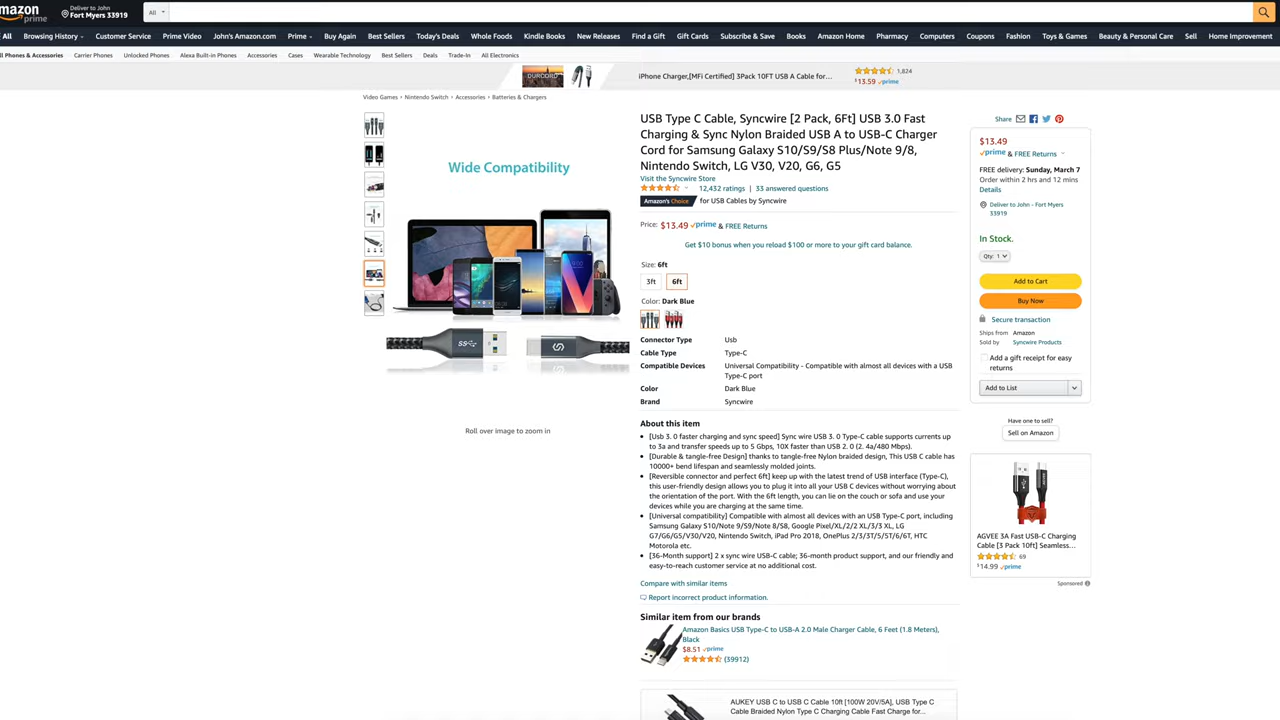 amazon
prime
Deliver to John
Fort Myers 33919
All
All
Browsing History
Customer Service
Prime Video
John's Amazon.com
Prime
Buy Again
Best Sellers
Today's Deals
Whole Foods
Kindle Books
New Releases
Find a Gift
Gift Cards
Subscribe & Save
Books
Amazon Home
Pharmacy
Computers
Coupons
Fashion
Toys & Games
Beauty & Personal Care
Sell
Home Improvement
ll Phones & Accessories
Carrier Phones
Unlocked Phones
Alexa Built-in Phones
Accessories
Cases
Wearable Technology
Best Sellers
Deals
Trade-In
All Electronics
DURCORD
iPhone Charger,[MFi Certified] 3Pack 10FT USB A Cable for...
1,824
$13.59 prime
Video Games › Nintendo Switch › Accessories › Batteries & Chargers
Wide Compatibility
SS
Roll over image to zoom in
USB Type C Cable, Syncwire [2 Pack, 6Ft] USB 3.0 Fast
Charging & Sync Nylon Braided USB A to USB-C Charger
Cord for Samsung Galaxy S10/S9/S8 Plus/Note 9/8,
Nintendo Switch, LG V30, V20, G6, G5
Visit the Syncwire Store
12,432 ratings | 33 answered questions
Amazon's Choice for USB Cables by Syncwire
Price: $13.49 prime & FREE Returns
Get $10 bonus when you reload $100 or more to your gift card balance.
Size: 6ft
3ft
6ft
Color: Dark Blue
Connector Type Usb
Cable Type Type-C
Compatible Devices Universal Compatibility - Compatible with almost all devices with a USB
Type-C port
Color Dark Blue
Brand Syncwire
About this item
[Usb 3. 0 faster charging and sync speed] Sync wire USB 3. 0 Type-C cable supports currents up
to 3a and transfer speeds up to 5 Gbps, 10X faster than USB 2. 0 (2. 4a/480 Mbps).
[Durable & tangle-free Design] thanks to tangle-free Nylon braided design, This USB C cable has
10000+ bend lifespan and seamlessly molded joints.
[Reversible connector and perfect 6ft] keep up with the latest trend of USB interface (Type-C),
this user-friendly design allows you to plug it into all your USB C devices without worrying about
the orientation of the port. With the 6ft length, you can lie on the couch or sofa and use your
devices while you are charging at the same time.
[Universal compatibility] Compatible with almost all devices with an USB Type-C port, including
Samsung Galaxy S10/Note 9/S9/Note 8/S8, Google Pixel/XL/2/2 XL/3/3 XL, LG
G7/G6/G5/V30/V20, Nintendo Switch, iPad Pro 2018, OnePlus 2/3/3T/5/5T/6/6T, HTC
Motorola etc.
[36-Month support] 2 x sync wire USB-C cable; 36-month product support, and our friendly and
easy-to-reach customer service at no additional cost.
Compare with similar items
Report incorrect product information.
Similar item from our brands
Amazon Basics USB Type-C to USB-A 2.0 Male Charger Cable, 6 Feet (1.8 Meters),
Black
$8.51 prime
(39912)
AUKEY USB C to USB C Cable 10ft [100W 20V/5A], USB Type C
Cable Braided Nylon Type C Charging Cable Fast Charge for...
Share
$13.49
prime & FREE Returns
FREE delivery: Sunday, March 7
Order within 2 hrs and 12 mins
Details
Deliver to John - Fort Myers
33919
In Stock.
Qty: 1
Add to Cart
Buy Now
Secure transaction
Ships from Amazon
Sold by Syncwire Products
Add a gift receipt for easy
returns
Add to List
Have one to sell?
Sell on Amazon
AGVEE 3A Fast USB-C Charging
Cable [3 Pack 10ft] Seamless...
69
$14.99 prime
Sponsored